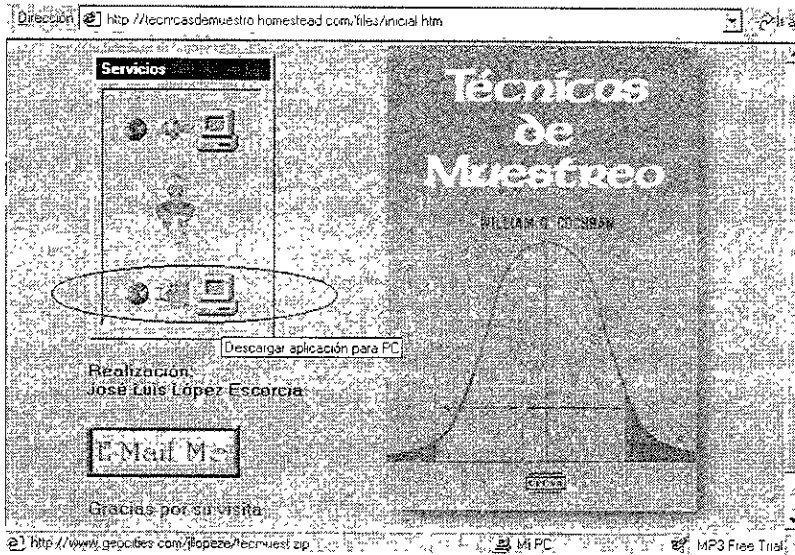 Dirección http://tecnicasdemuestro.homestead.com/files/inicial.htm
Servicios
Descargar aplicación para PC
Realización:
José Luis López Escorcia
E-Mail Me
Gracias por su visita
Técnicas
de
Muestreo
WILLIAM G. COCHRAN
CECSA
http://www.geocities.com/jllopeze/tecmuest.zip
Mi PC
MP3 Free Trial